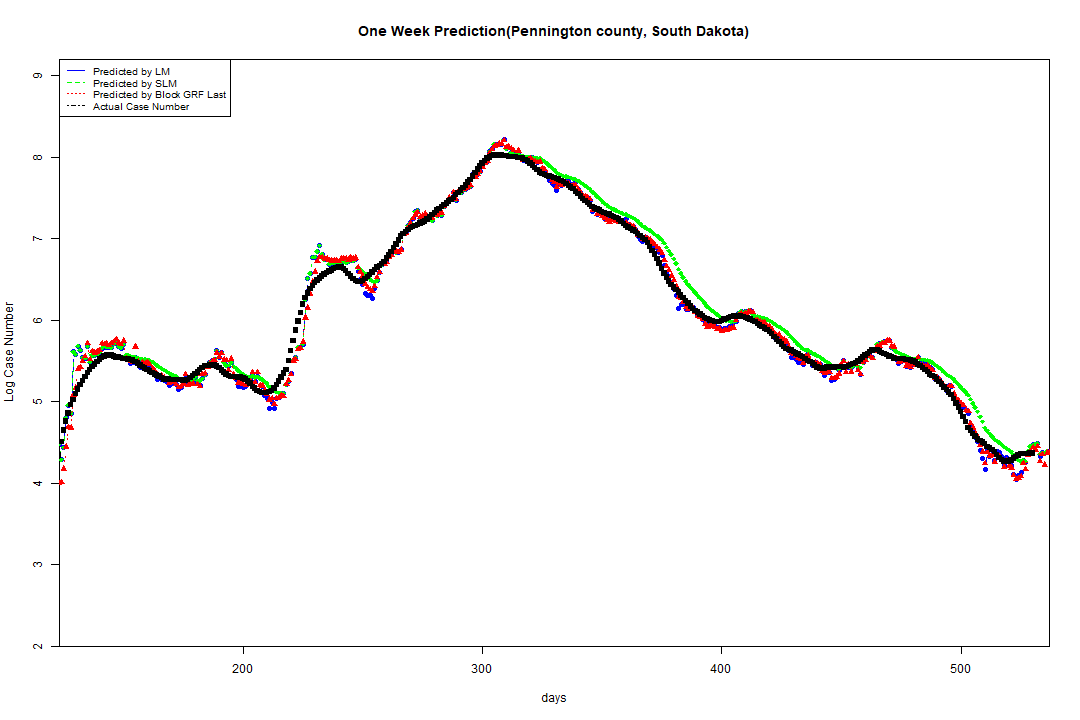 One Week Prediction(Pennington county, South Dakota)
Predicted by LM
Predicted by SLM
Predicted by Block GRF Last
Actual Case Number
9
8
7
6
5
4
3
2
Log Case Number
200 300 400 500
days